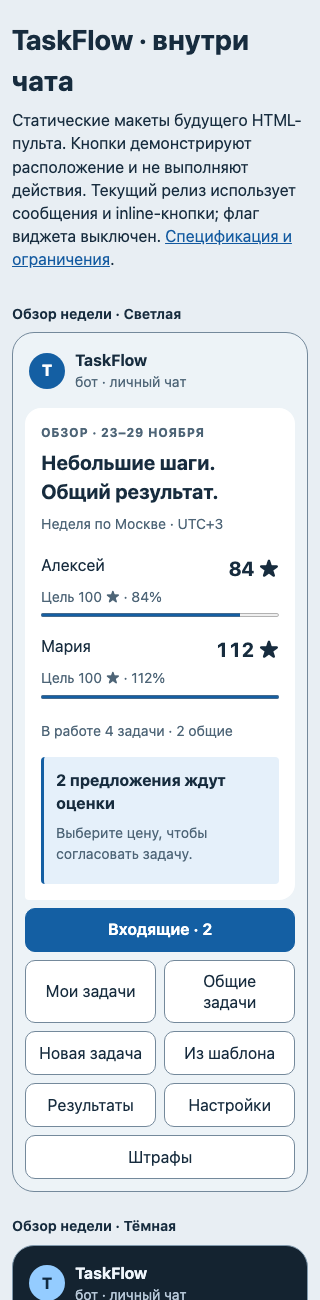 TaskFlow · внутри
чата
Статические макеты будущего HTML-
пульта. Кнопки демонстрируют
расположение и не выполняют
действия. Текущий релиз использует
сообщения и inline-кнопки; флаг
виджета выключен. Спецификация и
ограничения.
Обзор недели · Светлая
T
TaskFlow
бот · личный чат
ОБЗОР · 23–29 НОЯБРЯ
Небольшие шаги.
Общий результат.
Неделя по Москве · UTC+3
Алексей 84 ★
Цель 100 ★ · 84%
Мария 112 ★
Цель 100 ★ · 112%
В работе 4 задачи · 2 общие
2 предложения ждут
оценки
Выберите цену, чтобы
согласовать задачу.
Входящие · 2
Мои задачи
Общие
задачи
Новая задача
Из шаблона
Результаты
Настройки
Штрафы
Обзор недели · Тёмная
T
TaskFlow
бот · личный чат